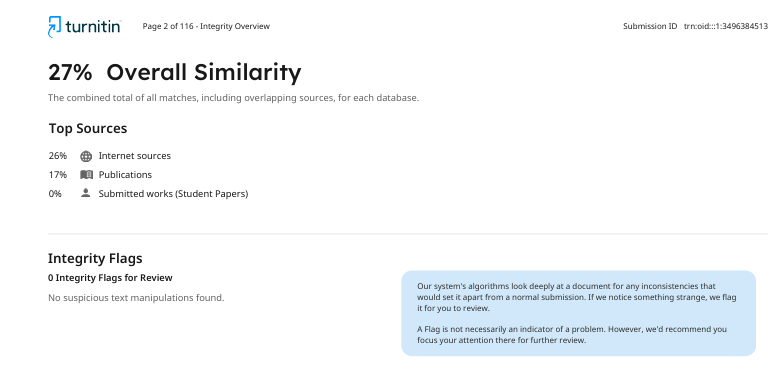 turnitin
Page 2 of 116 - Integrity Overview
Submission ID trn:oid:::1:3496384513
27% Overall Similarity
The combined total of all matches, including overlapping sources, for each database.
Top Sources
26% Internet sources
17% Publications
0% Submitted works (Student Papers)
Integrity Flags
0 Integrity Flags for Review
No suspicious text manipulations found.
Our system's algorithms look deeply at a document for any inconsistencies that
would set it apart from a normal submission. If we notice something strange, we flag
it for you to review.
A Flag is not necessarily an indicator of a problem. However, we'd recommend you
focus your attention there for further review.